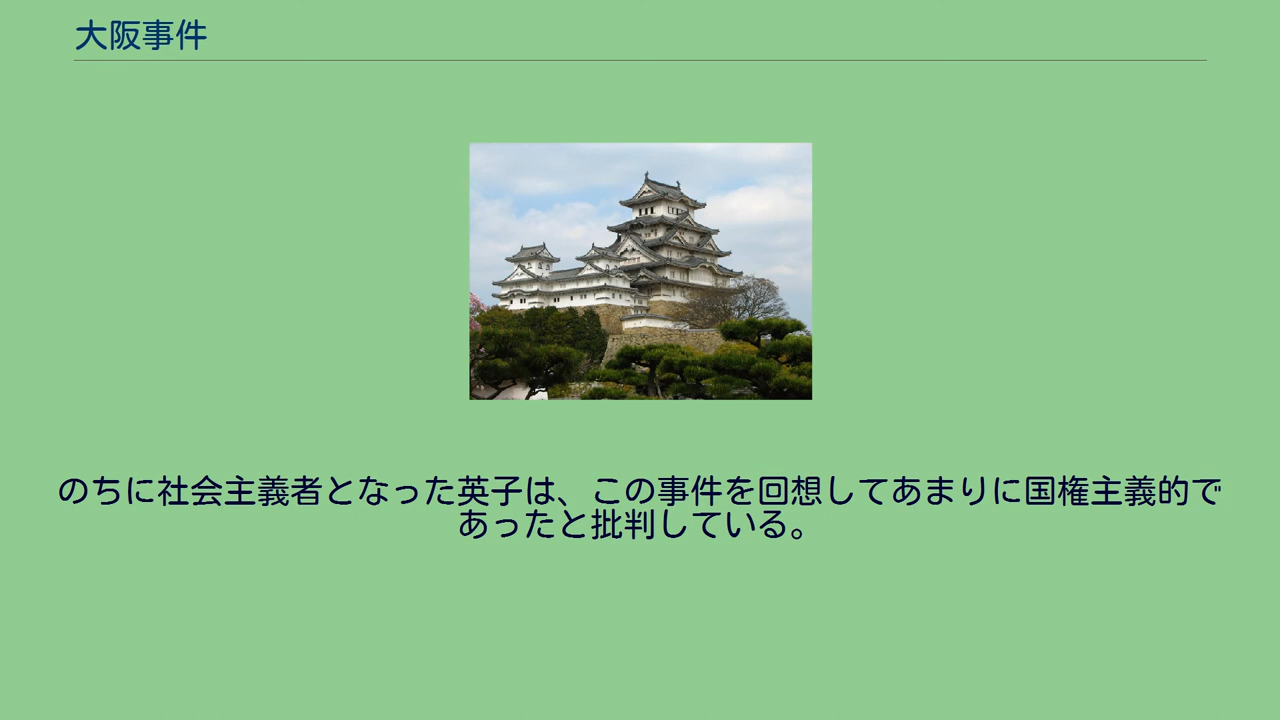 大阪事件
のちに社会主義者となった英子は、この事件を回想してあまりに国権主義的で
あったと批判している。